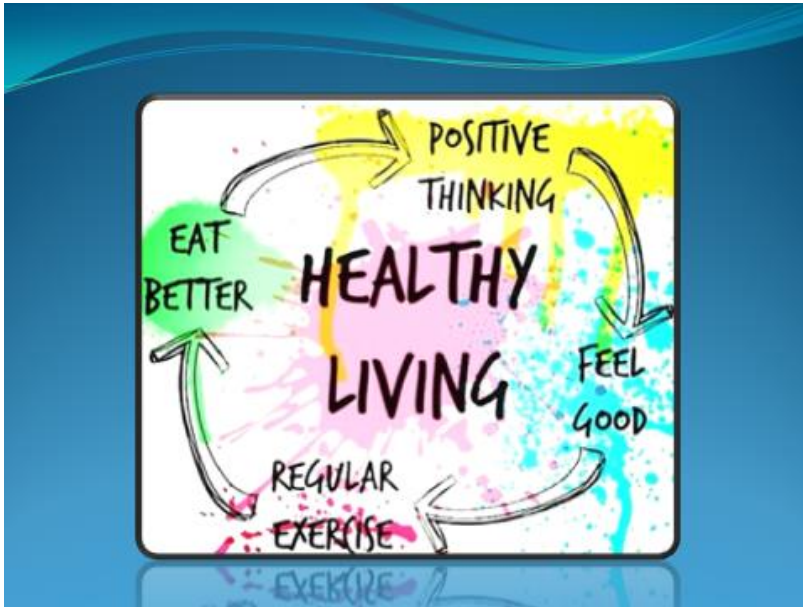 POSITIVE
THINKING
EAT
BETTER
HEALTHY
LIVING
FEEL
GOOD
REGULAR
EXERCISE